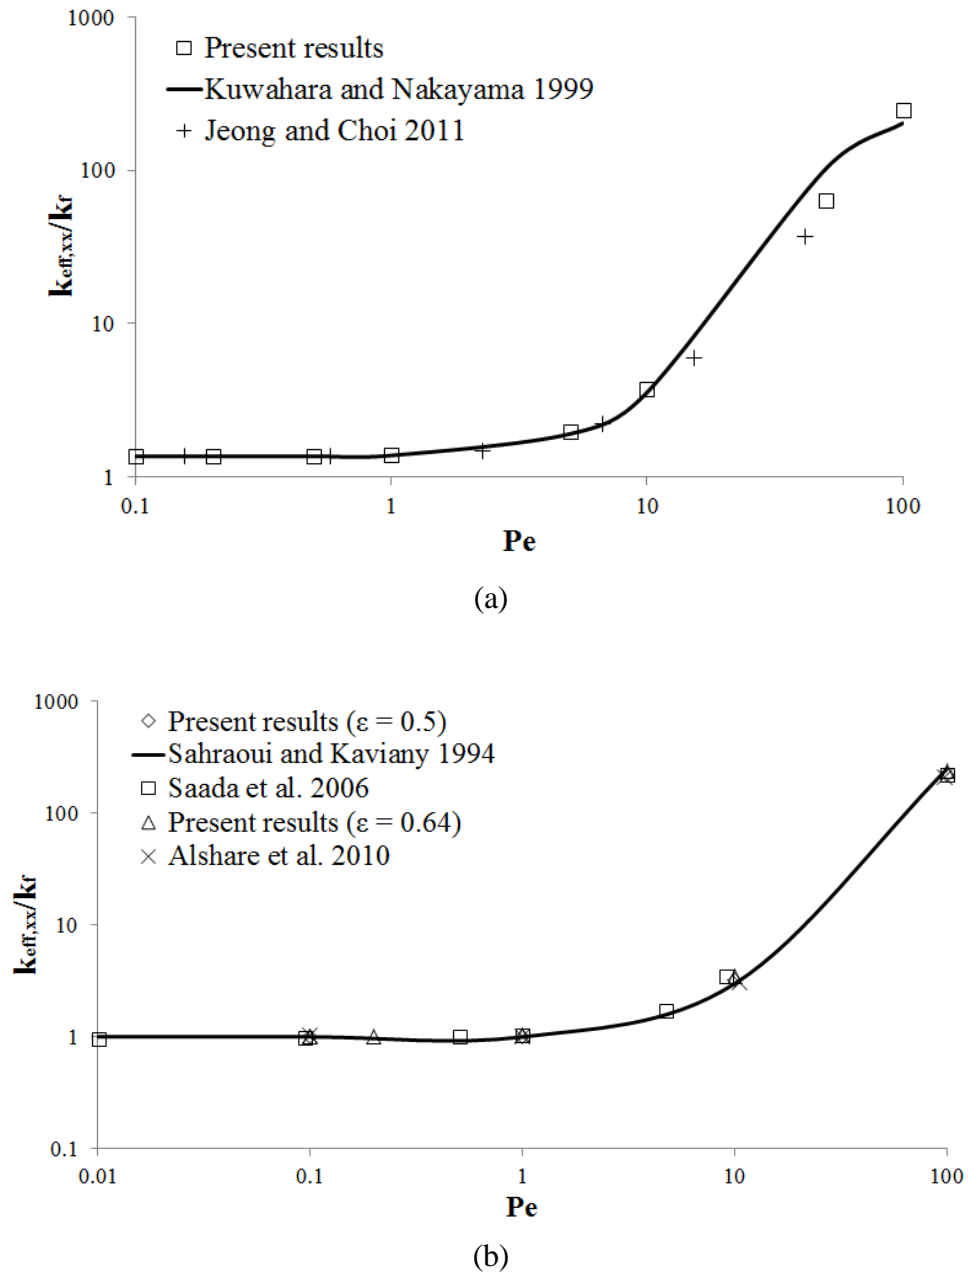 1000
Present results
Kuwahara and Nakayama 1999
Jeong and Choi 2011
100
keff,xx/kf
10
1
0.1
1
10
100
Pe
(a)
1000
Present results (ε = 0.5)
Sahraoui and Kaviany 1994
Saada et al. 2006
100
Present results (ε = 0.64)
Alshare et al. 2010
keff,xx/kf
10
1
0.1
0.01
0.1
1
10
100
Pe
(b)